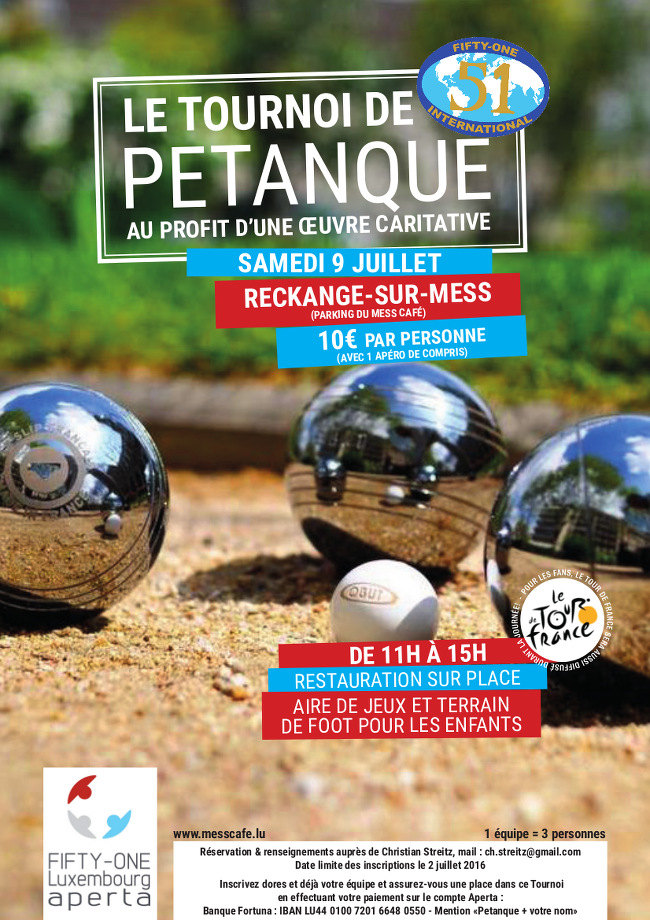 FIFTY-ONE
51
INTERNATIONAL
LE TOURNOI DE
PETANQUE
AU PROFIT D'UNE ŒUVRE CARITATIVE
SAMEDI 9 JUILLET
RECKANGE-SUR-MESS
(PARKING DU MESS CAFÉ)
10€ PAR PERSONNE
(AVEC 1 APÉRO DE COMPRIS)
OBUT
POUR LES FANS, LE TOUR DE FRANCE SERA AUSSI DIFFUSÉ DURANT LA JOURNÉE! -
le TOUR de france
DE 11H À 15H
RESTAURATION SUR PLACE
AIRE DE JEUX ET TERRAIN
DE FOOT POUR LES ENFANTS
FIFTY-ONE
Luxembourg
aperta
www.messcafe.lu
1 équipe = 3 personnes
Réservation & renseignements auprès de Christian Streitz, mail : ch.streitz@gmail.com
Date limite des inscriptions le 2 juillet 2016
Inscrivez dores et déjà votre équipe et assurez-vous une place dans ce Tournoi
en effectuant votre paiement sur le compte Aperta :
Banque Fortuna : IBAN LU44 0100 7201 6648 0550 - Mention «Petanque + votre nom»